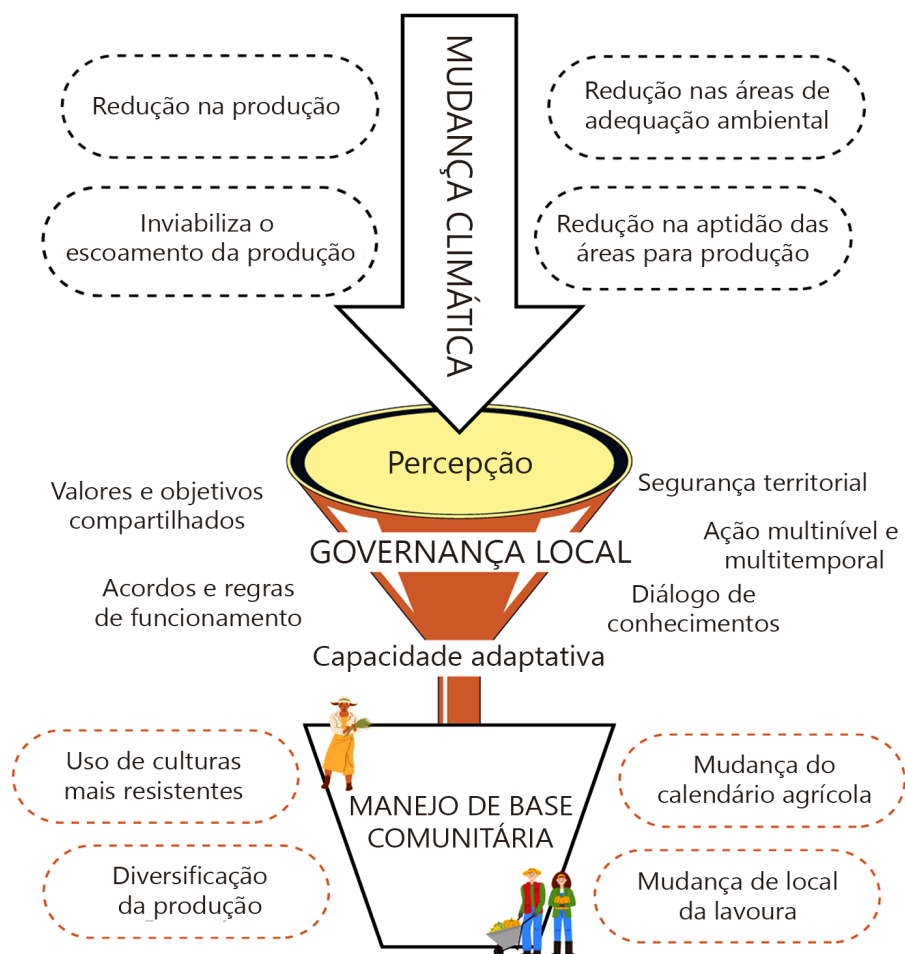 MUDANÇA CLIMÁTICA
Redução na produção
Redução nas áreas de
adequação ambiental
Inviabiliza o
escoamento da produção
Redução na aptidão das
áreas para produção
Percepção
Valores e objetivos
compartilhados
Segurança territorial
GOVERNANÇA LOCAL
Ação multinível e
multitemporal
Acordos e regras
de funcionamento
Diálogo de
conhecimentos
Capacidade adaptativa
Uso de culturas
mais resistentes
Mudança do
calendário agrícola
MANEJO DE BASE
COMUNITÁRIA
Diversificação
da produção
Mudança de local
da lavoura